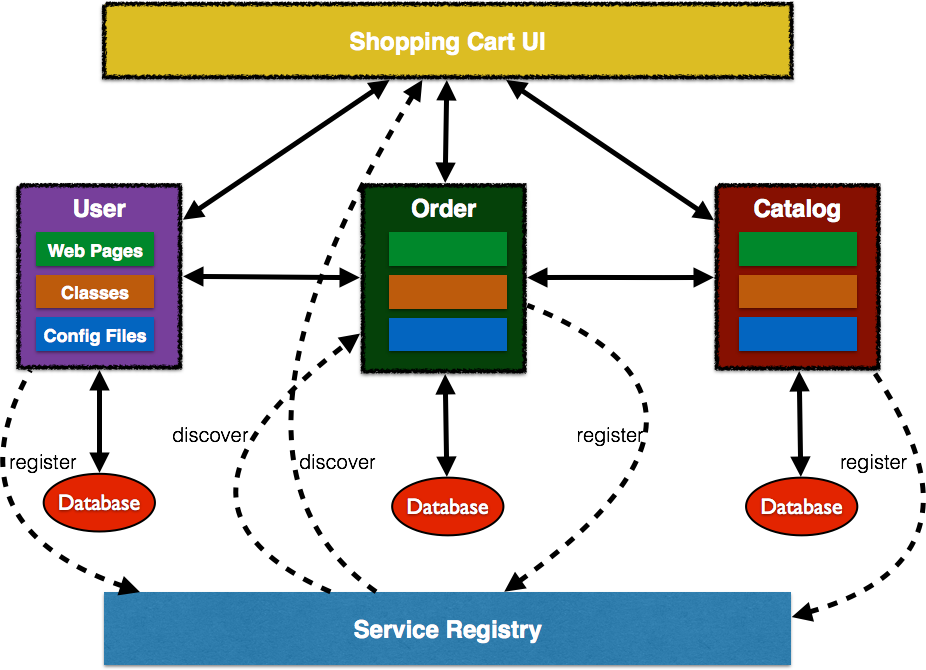 Shopping Cart UI
User
Order
Catalog
Web Pages
Classes
Config Files
discover
register
register
discover
register
Database
Database
Database
Service Registry